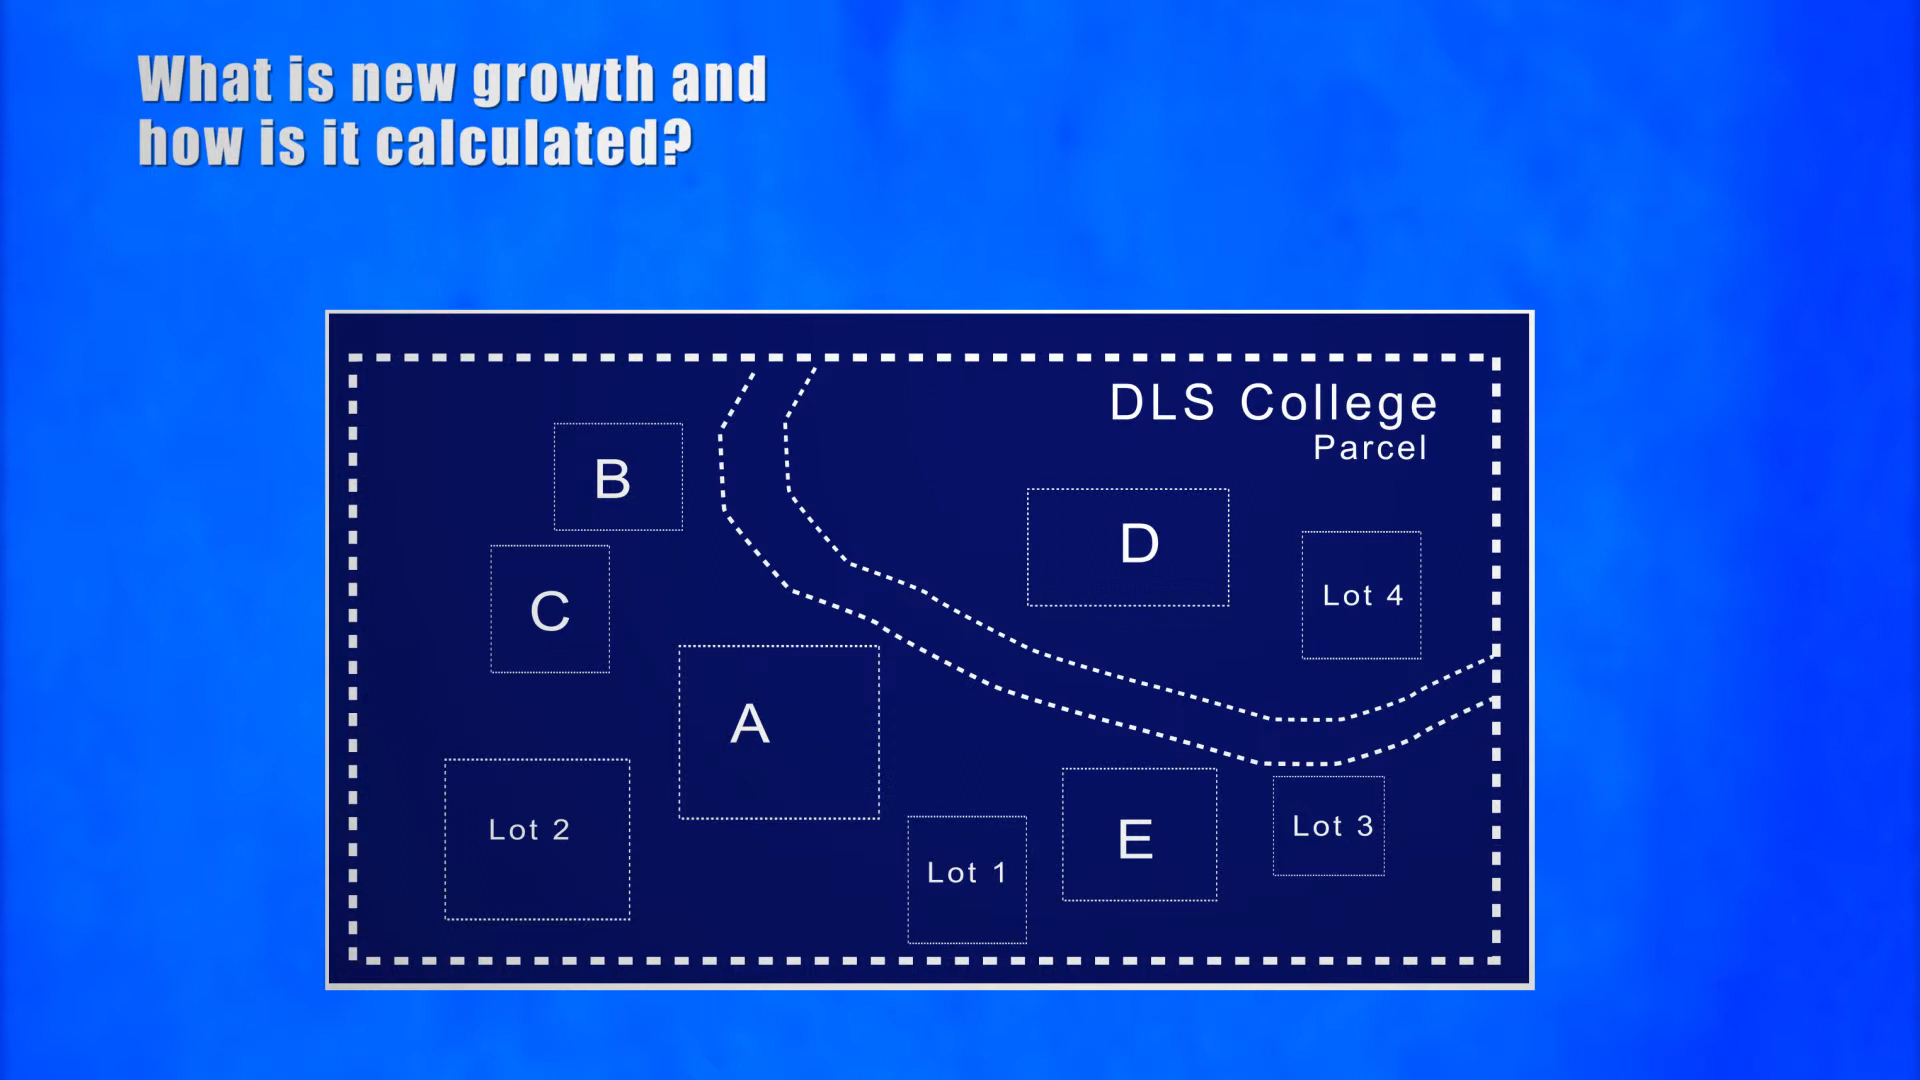 What is new growth and
how is it calculated?
DLS College
Parcel
B
D
C
Lot 4
A
Lot 2
E
Lot 3
Lot 1